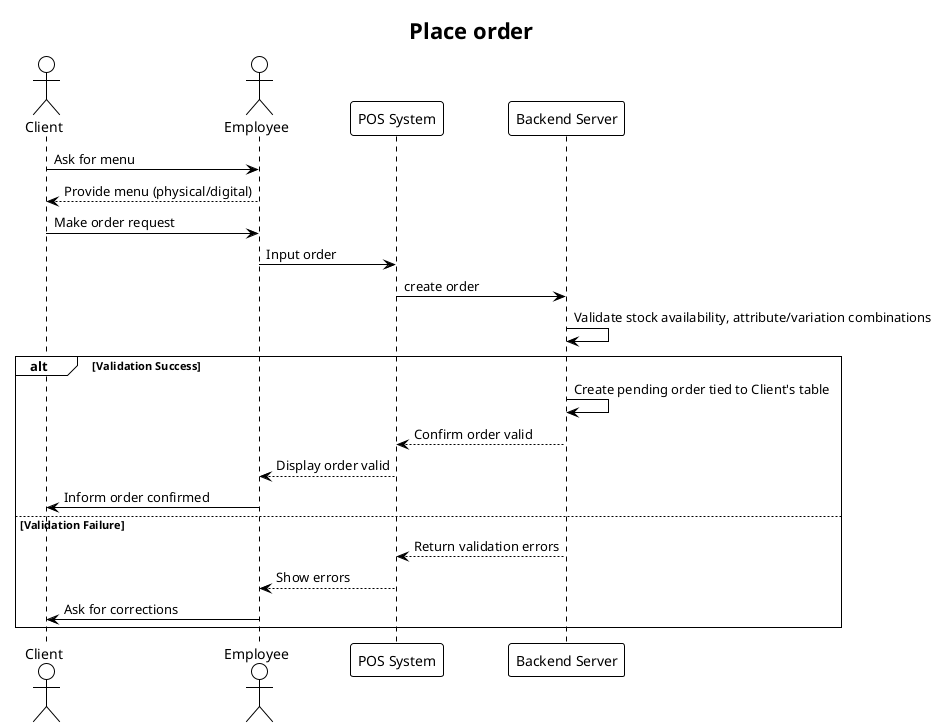 Place order
Client
Employee
POS System
Backend Server
Ask for menu
Provide menu (physical/digital)
Make order request
Input order
create order
Validate stock availability, attribute/variation combinations
alt
[Validation Success]
Create pending order tied to Client's table
Confirm order valid
Display order valid
Inform order confirmed
[Validation Failure]
Return validation errors
Show errors
Ask for corrections
Client
Employee
POS System
Backend Server